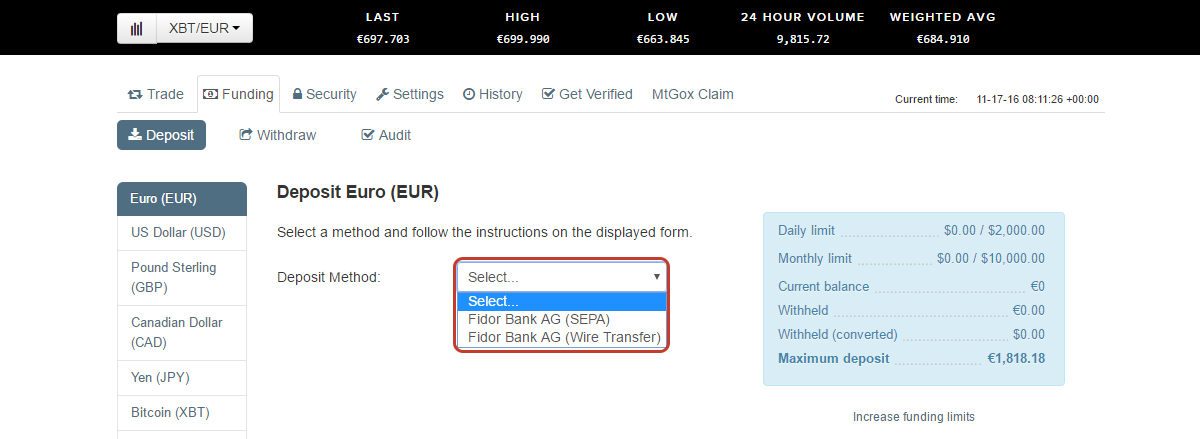 XBT/EUR
LAST HIGH LOW 24 HOUR VOLUME WEIGHTED AVG
€697.703 €699.990 €663.845 9,815.72 €684.910
Trade Funding Security Settings History Get Verified MtGox Claim
Current time: 11-17-16 08:11:26 +00:00
Deposit Withdraw Audit
Euro (EUR)
US Dollar (USD)
Pound Sterling
(GBP)
Canadian Dollar
(CAD)
Yen (JPY)
Bitcoin (XBT)
Deposit Euro (EUR)
Select a method and follow the instructions on the displayed form.
Deposit Method: Select...
Select...
Fidor Bank AG (SEPA)
Fidor Bank AG (Wire Transfer)
Daily limit $0.00 / $2,000.00
Monthly limit $0.00 / $10,000.00
Current balance €0
Withheld €0.00
Withheld (converted) $0.00
Maximum deposit €1,818.18
Increase funding limits